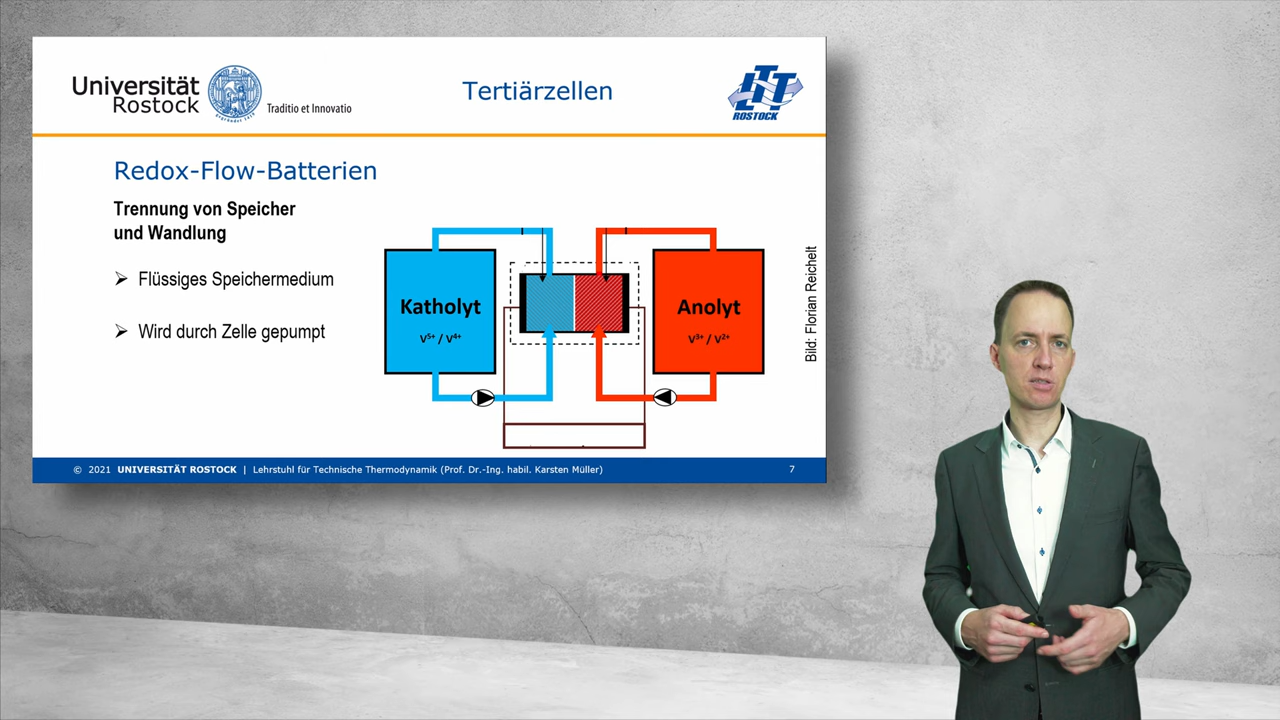 Universität
Rostock
Traditio et Innovatio
Tertiärzellen
LTT
ROSTOCK
Redox-Flow-Batterien
Trennung von Speicher
und Wandlung
Flüssiges Speichermedium
Wird durch Zelle gepumpt
Katholyt
V⁵⁺ / V⁴⁺
Anolyt
V³⁺ / V²⁺
Bild: Florian Reichelt
© 2021 UNIVERSITÄT ROSTOCK | Lehrstuhl für Technische Thermodynamik (Prof. Dr.-Ing. habil. Karsten Müller)
7